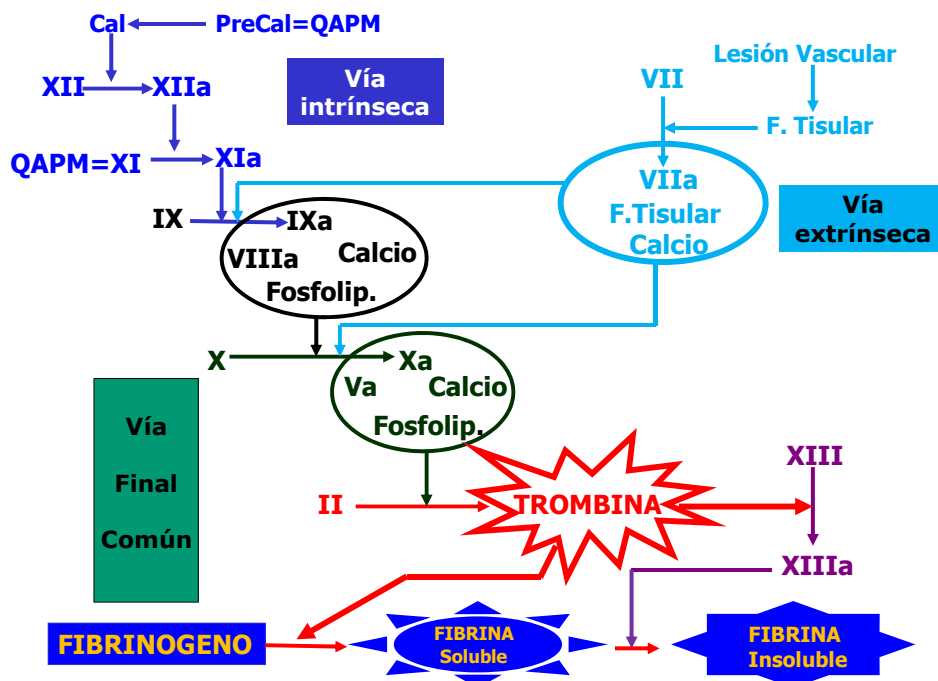 Cal
PreCal=QAPM
XII
XIIa
Vía
intrínseca
Lesión Vascular
VII
F. Tisular
QAPM=XI
XIa
VIIa
F.Tisular
Calcio
Vía
extrínseca
IX
IXa
VIIIa
Calcio
Fosfolip.
X
Xa
Va
Calcio
Fosfolip.
Vía
Final
Común
II
TROMBINA
XIII
XIIIa
FIBRINOGENO
FIBRINA
Soluble
FIBRINA
Insoluble